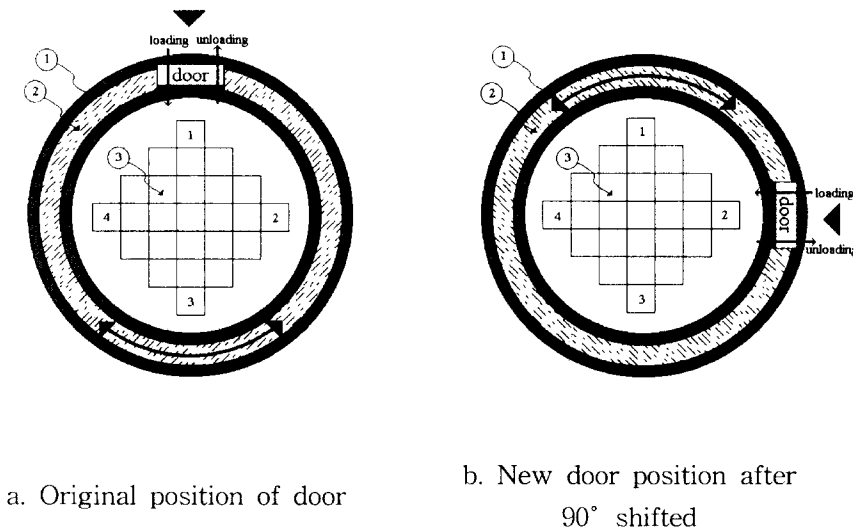 loading unloading
door
1
2
3
1
4
2
3
a. Original position of door
1
2
3
1
4
2
3
loading
door
unloading
b. New door position after
90° shifted